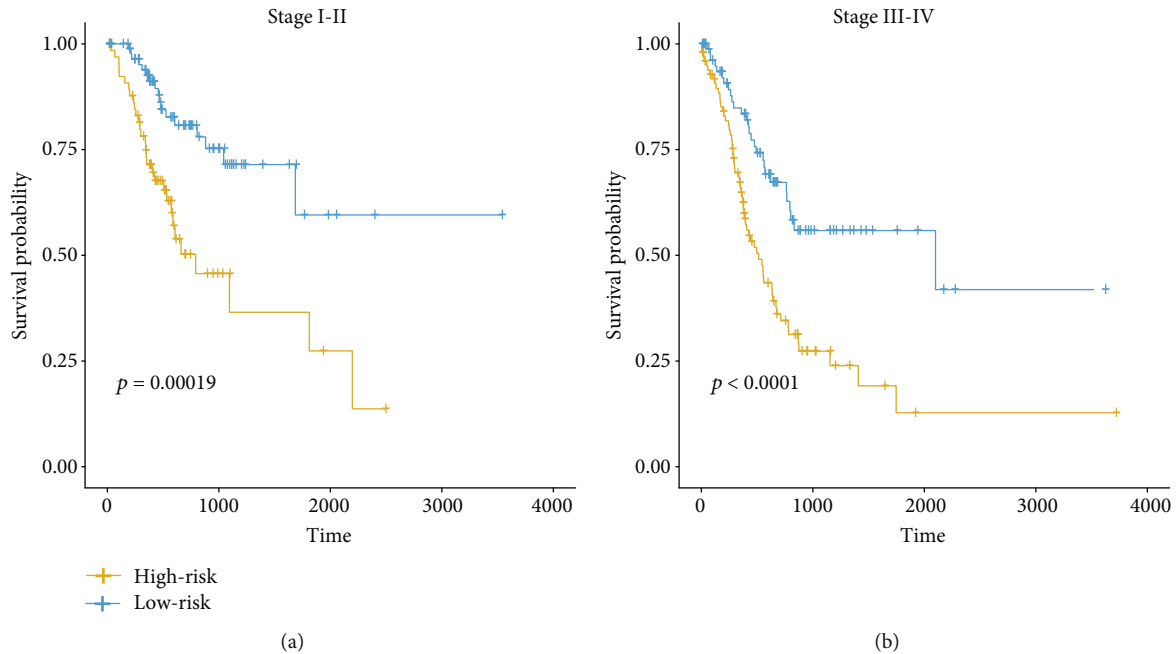 Stage I-II
1.00
0.75
0.50
0.25
0.00
Survival probability
p = 0.00019
0
1000
2000
3000
4000
Time
High-risk
Low-risk
(a)
Stage III-IV
1.00
0.75
0.50
0.25
0.00
Survival probability
p < 0.0001
0
1000
2000
3000
4000
Time
(b)